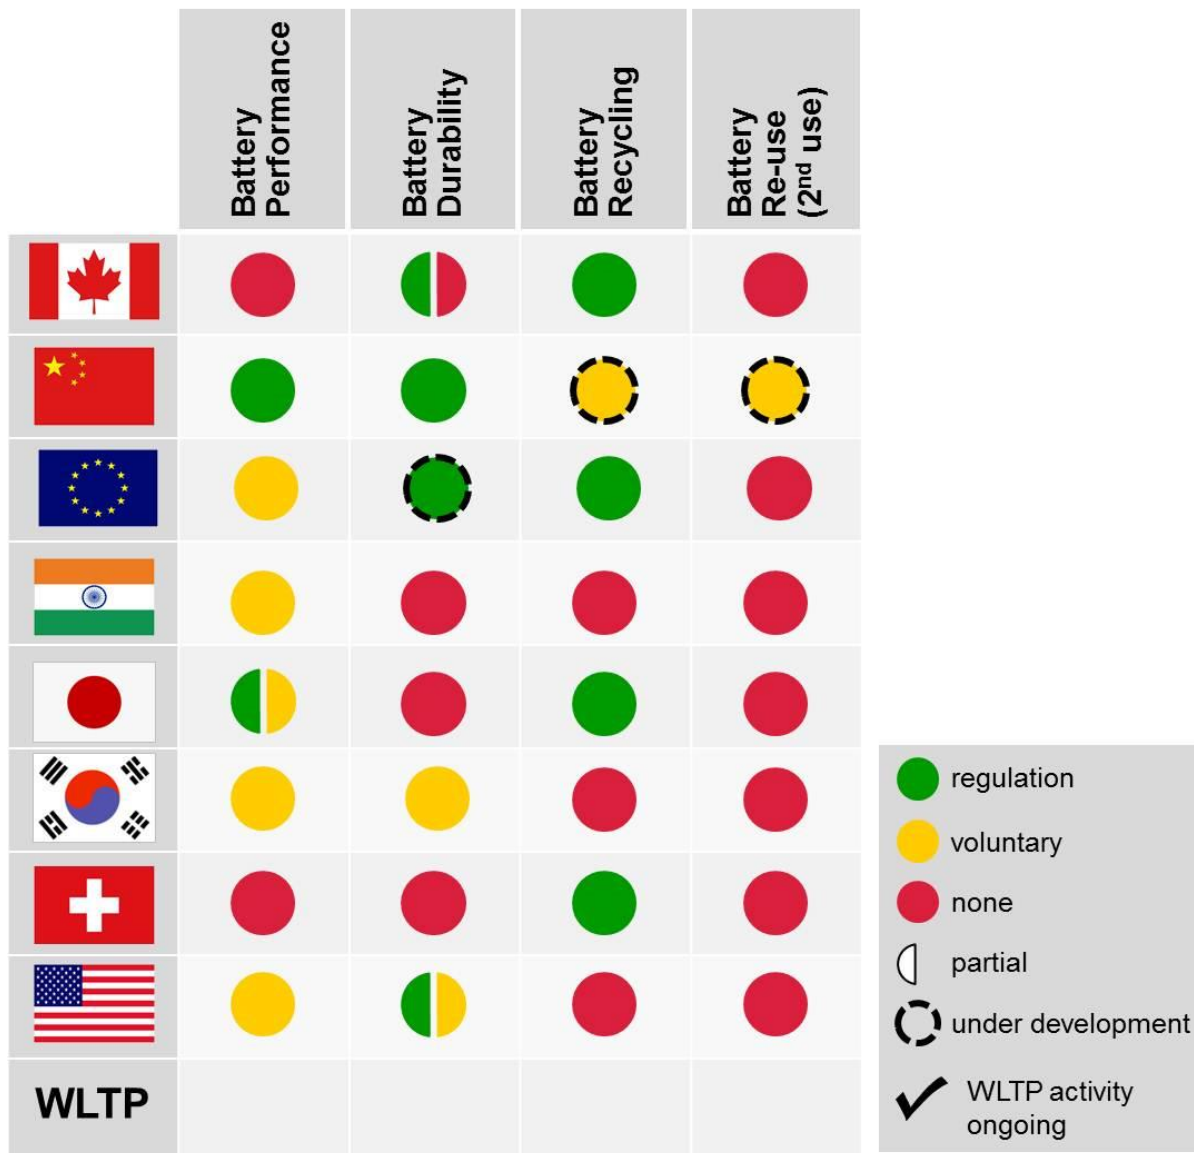 Battery
Performance
Battery
Durability
Battery
Recycling
Battery
Re-use
(2nd use)
WLTP
regulation
voluntary
none
partial
under development
WLTP activity
ongoing